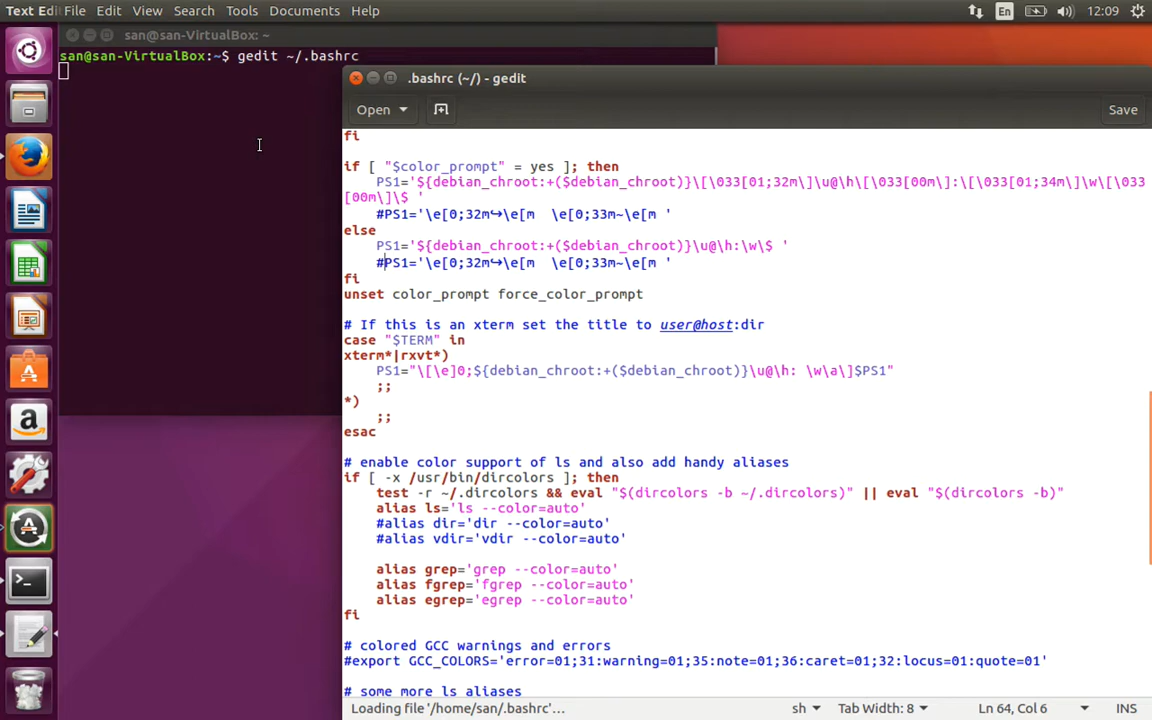 Text Edi File Edit View Search Tools Documents Help En 12:09
san@san-VirtualBox: ~
san@san-VirtualBox:~$ gedit ~/.bashrc
.bashrc (~/) - gedit
Open Save
fi
if [ "$color_prompt" = yes ]; then
PS1='${debian_chroot:+($debian_chroot)}\[\033[01;32m\]\u@\h\[\033[00m\]:\[\033[01;34m\]\w\[\033
[00m\]\$ '
#PS1='\e[0;32m↪\e[m  \e[0;33m~\e[m '
else
PS1='${debian_chroot:+($debian_chroot)}\u@\h:\w\$ '
#PS1='\e[0;32m↪\e[m  \e[0;33m~\e[m '
fi
unset color_prompt force_color_prompt
# If this is an xterm set the title to user@host:dir
case "$TERM" in
xterm*|rxvt*)
PS1="\[\e]0;${debian_chroot:+($debian_chroot)}\u@\h: \w\a\]$PS1"
;;
*)
;;
esac
# enable color support of ls and also add handy aliases
if [ -x /usr/bin/dircolors ]; then
test -r ~/.dircolors && eval "$(dircolors -b ~/.dircolors)" || eval "$(dircolors -b)"
alias ls='ls --color=auto'
#alias dir='dir --color=auto'
#alias vdir='vdir --color=auto'
alias grep='grep --color=auto'
alias fgrep='fgrep --color=auto'
alias egrep='egrep --color=auto'
fi
# colored GCC warnings and errors
#export GCC_COLORS='error=01;31:warning=01;35:note=01;36:caret=01;32:locus=01:quote=01'
# some more ls aliases
Loading file '/home/san/.bashrc'… sh Tab Width: 8 Ln 64, Col 6 INS